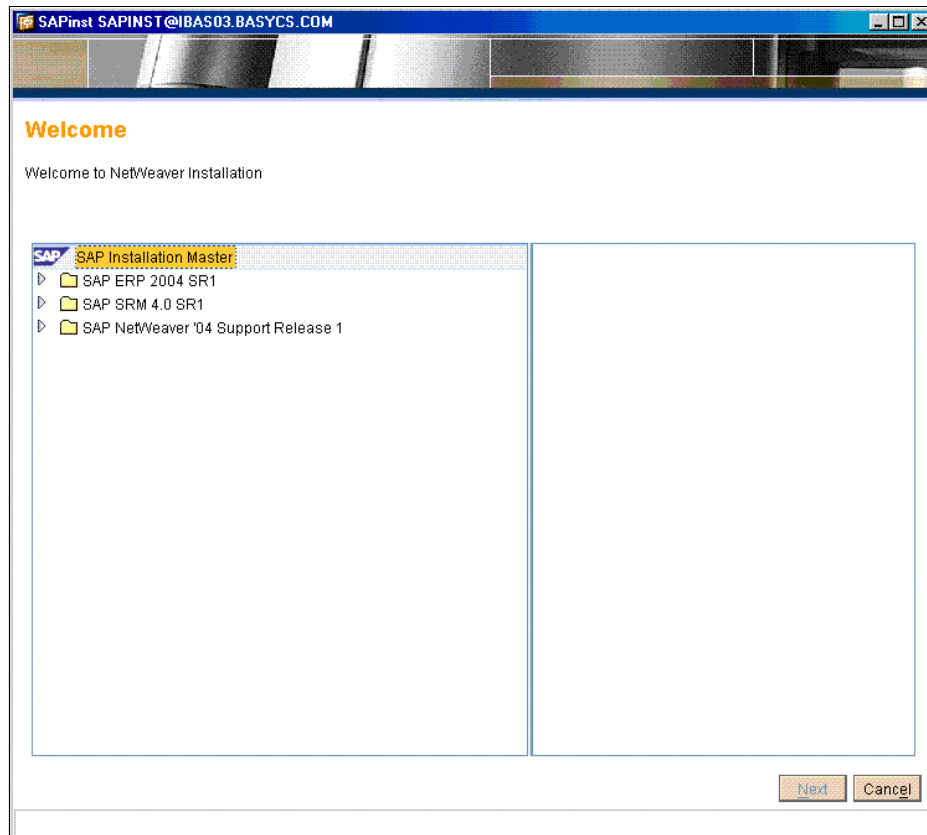 SAPinst SAPINST@IBAS03.BASYCS.COM
Welcome
Welcome to NetWeaver Installation
SAP SAP Installation Master
SAP ERP 2004 SR1
SAP SRM 4.0 SR1
SAP NetWeaver '04 Support Release 1
Next Cancel